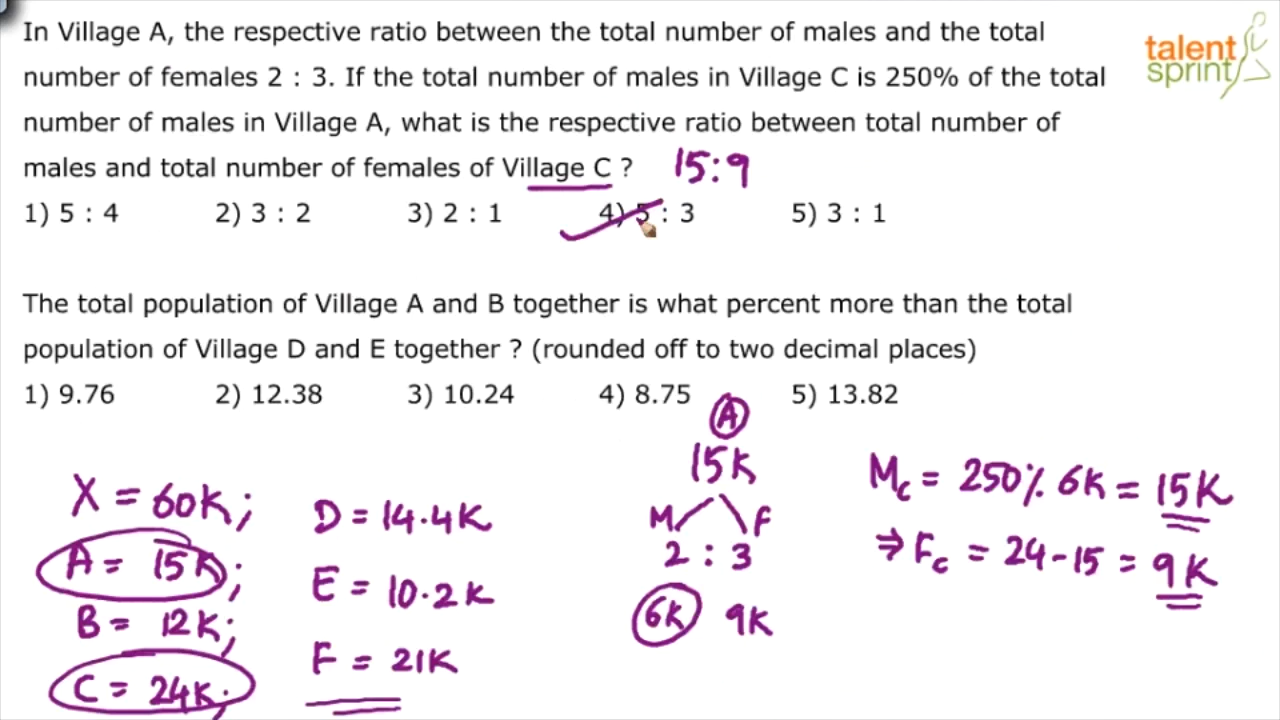 In Village A, the respective ratio between the total number of males and the total
number of females 2 : 3. If the total number of males in Village C is 250% of the total
number of males in Village A, what is the respective ratio between total number of
males and total number of females of Village C ? 15:9
1) 5 : 4 2) 3 : 2 3) 2 : 1 4) 5 : 3 5) 3 : 1
The total population of Village A and B together is what percent more than the total
population of Village D and E together ? (rounded off to two decimal places)
1) 9.76 2) 12.38 3) 10.24 4) 8.75 5) 13.82
talent
sprint
X = 60K;
A = 15K;
B = 12K;
C = 24K;
D = 14.4K
E = 10.2K
F = 21K
A
15K
M F
2 : 3
6K 9K
Mc = 250% 6K = 15K
⇒ Fc = 24-15 = 9K